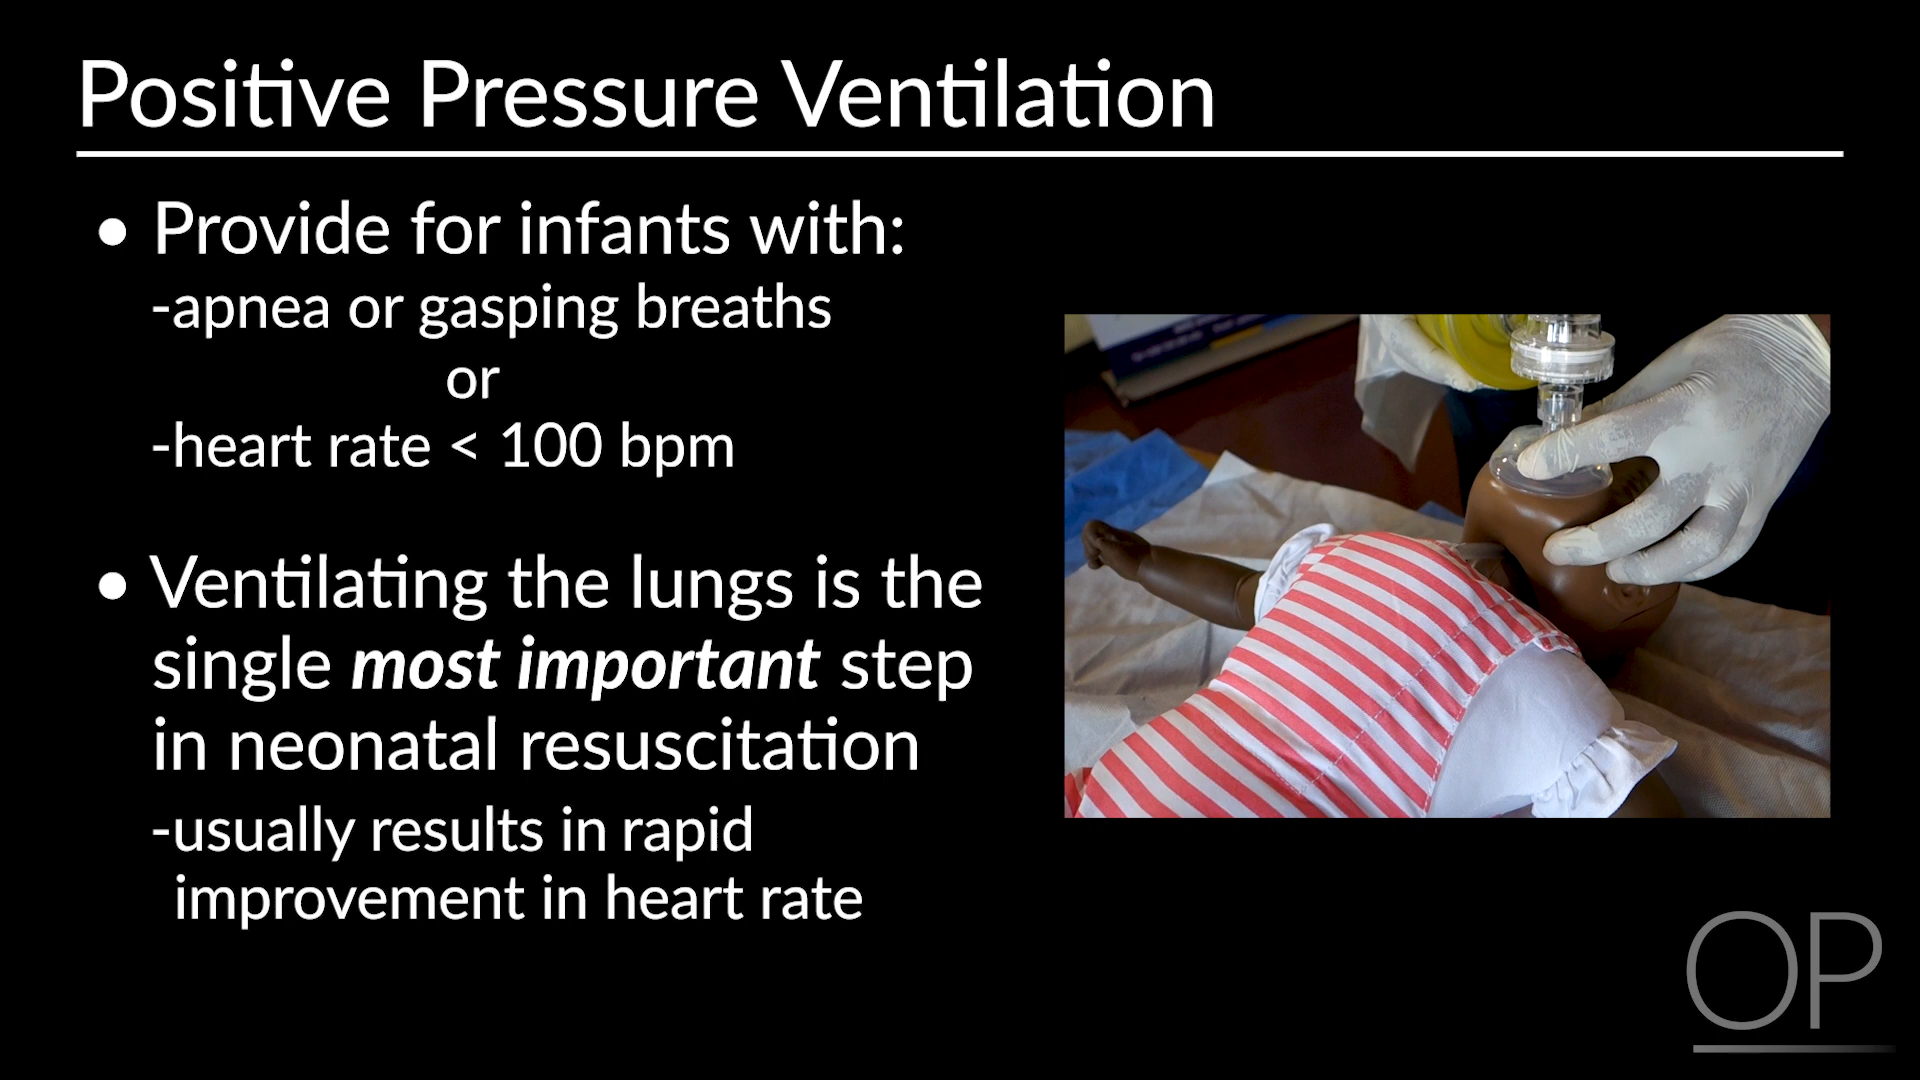 Positive Pressure Ventilation
• Provide for infants with:
-apnea or gasping breaths
or
-heart rate < 100 bpm
• Ventilating the lungs is the
single most important step
in neonatal resuscitation
-usually results in rapid
improvement in heart rate
OP